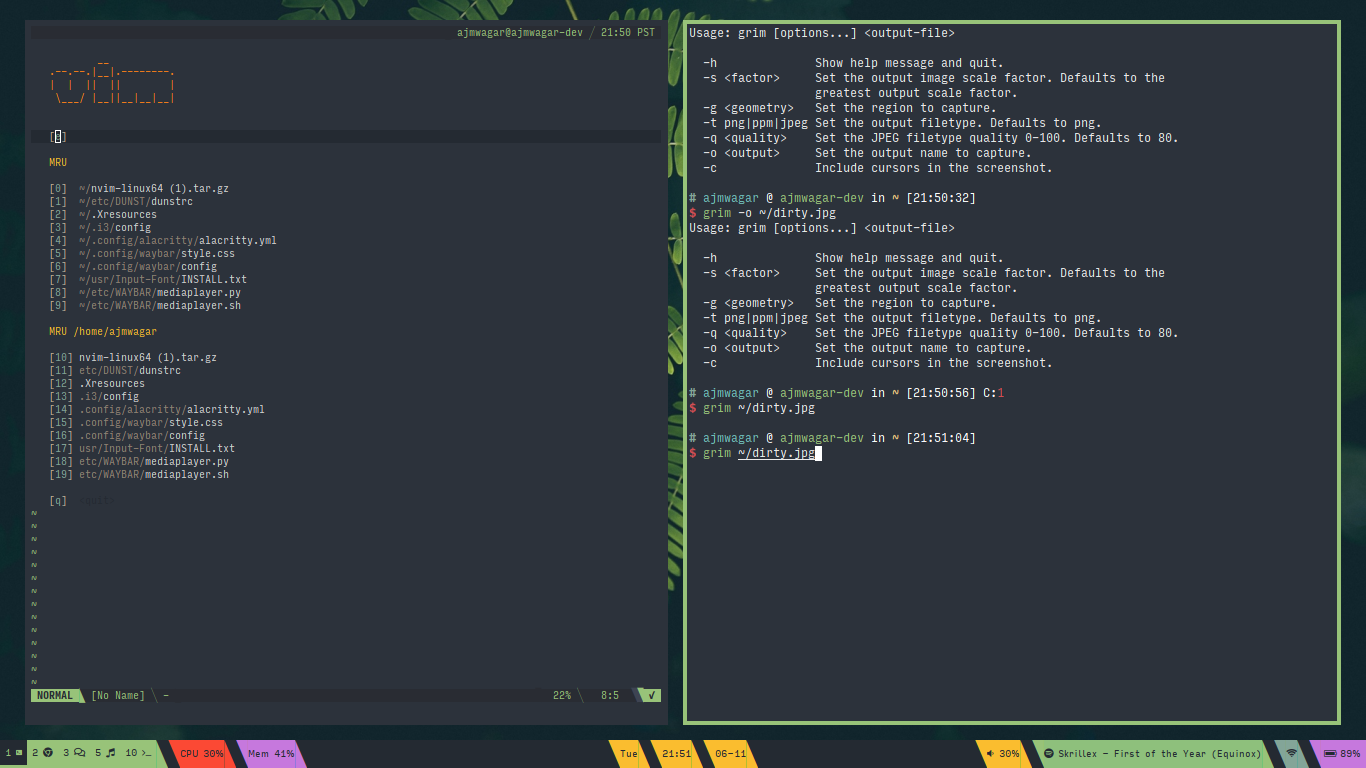 ajmwagar@ajmwagar-dev / 21:50 PST
[e]
MRU
[0] ~/nvim-linux64 (1).tar.gz
[1] ~/etc/DUNST/dunstrc
[2] ~/.Xresources
[3] ~/.i3/config
[4] ~/.config/alacritty/alacritty.yml
[5] ~/.config/waybar/style.css
[6] ~/.config/waybar/config
[7] ~/usr/Input-Font/INSTALL.txt
[8] ~/etc/WAYBAR/mediaplayer.py
[9] ~/etc/WAYBAR/mediaplayer.sh
MRU /home/ajmwagar
[10] nvim-linux64 (1).tar.gz
[11] etc/DUNST/dunstrc
[12] .Xresources
[13] .i3/config
[14] .config/alacritty/alacritty.yml
[15] .config/waybar/style.css
[16] .config/waybar/config
[17] usr/Input-Font/INSTALL.txt
[18] etc/WAYBAR/mediaplayer.py
[19] etc/WAYBAR/mediaplayer.sh
[q]
~
~
~
~
~
~
~
~
~
~
~
~
~
~
NORMAL [No Name] \ - 22% \ 8:5 √
Usage: grim [options...] <output-file>
-h Show help message and quit.
-s <factor> Set the output image scale factor. Defaults to the
greatest output scale factor.
-g <geometry> Set the region to capture.
-t png|ppm|jpeg Set the output filetype. Defaults to png.
-q <quality> Set the JPEG filetype quality 0-100. Defaults to 80.
-o <output> Set the output name to capture.
-c Include cursors in the screenshot.
# ajmwagar @ ajmwagar-dev in ~ [21:50:32]
$ grim -o ~/dirty.jpg
Usage: grim [options...] <output-file>
-h Show help message and quit.
-s <factor> Set the output image scale factor. Defaults to the
greatest output scale factor.
-g <geometry> Set the region to capture.
-t png|ppm|jpeg Set the output filetype. Defaults to png.
-q <quality> Set the JPEG filetype quality 0-100. Defaults to 80.
-o <output> Set the output name to capture.
-c Include cursors in the screenshot.
# ajmwagar @ ajmwagar-dev in ~ [21:50:56] C:1
$ grim ~/dirty.jpg
# ajmwagar @ ajmwagar-dev in ~ [21:51:04]
$ grim ~/dirty.jpg
1 2 3 5 10 CPU 30% Mem 41% Tue 21:51 06-11 30% Skrillex - First of the Year (Equinox) 89%